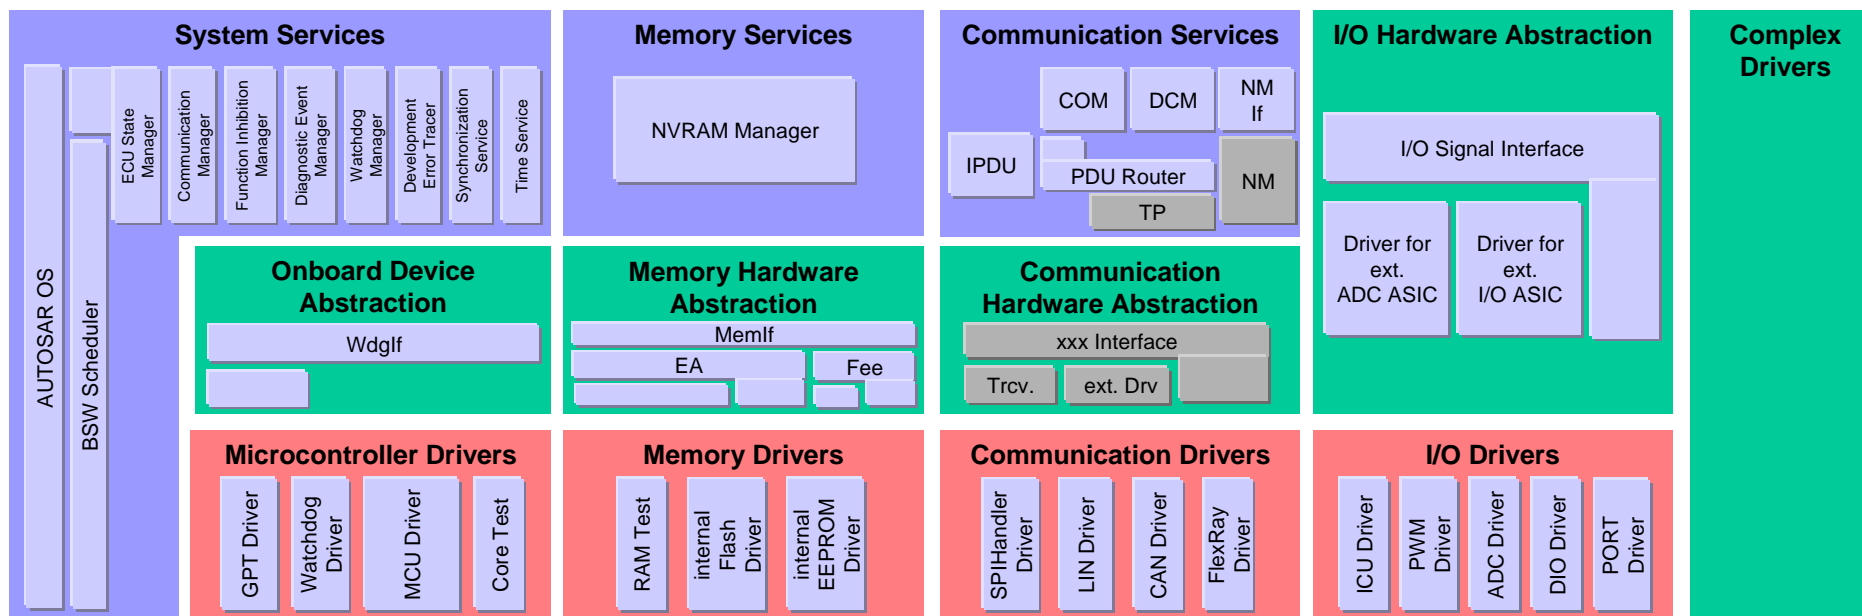 System Services
AUTOSAR OS
BSW Scheduler
ECU State
Manager
Communication
Manager
Function Inhibition
Manager
Diagnostic Event
Manager
Watchdog
Manager
Development
Error Tracer
Synchronization
Service
Time Service
Memory Services
NVRAM Manager
Communication Services
COM
DCM
NM
If
IPDU
PDU Router
TP
NM
I/O Hardware Abstraction
I/O Signal Interface
Driver for
ext.
ADC ASIC
Driver for
ext.
I/O ASIC
Complex
Drivers
Onboard Device
Abstraction
WdgIf
Memory Hardware
Abstraction
MemIf
EA
Fee
Communication
Hardware Abstraction
xxx Interface
Trcv.
ext. Drv
Microcontroller Drivers
GPT Driver
Watchdog
Driver
MCU Driver
Core Test
Memory Drivers
RAM Test
internal
Flash
Driver
internal
EEPROM
Driver
Communication Drivers
SPIHandler
Driver
LIN Driver
CAN Driver
FlexRay
Driver
I/O Drivers
ICU Driver
PWM
Driver
ADC Driver
DIO Driver
PORT
Driver